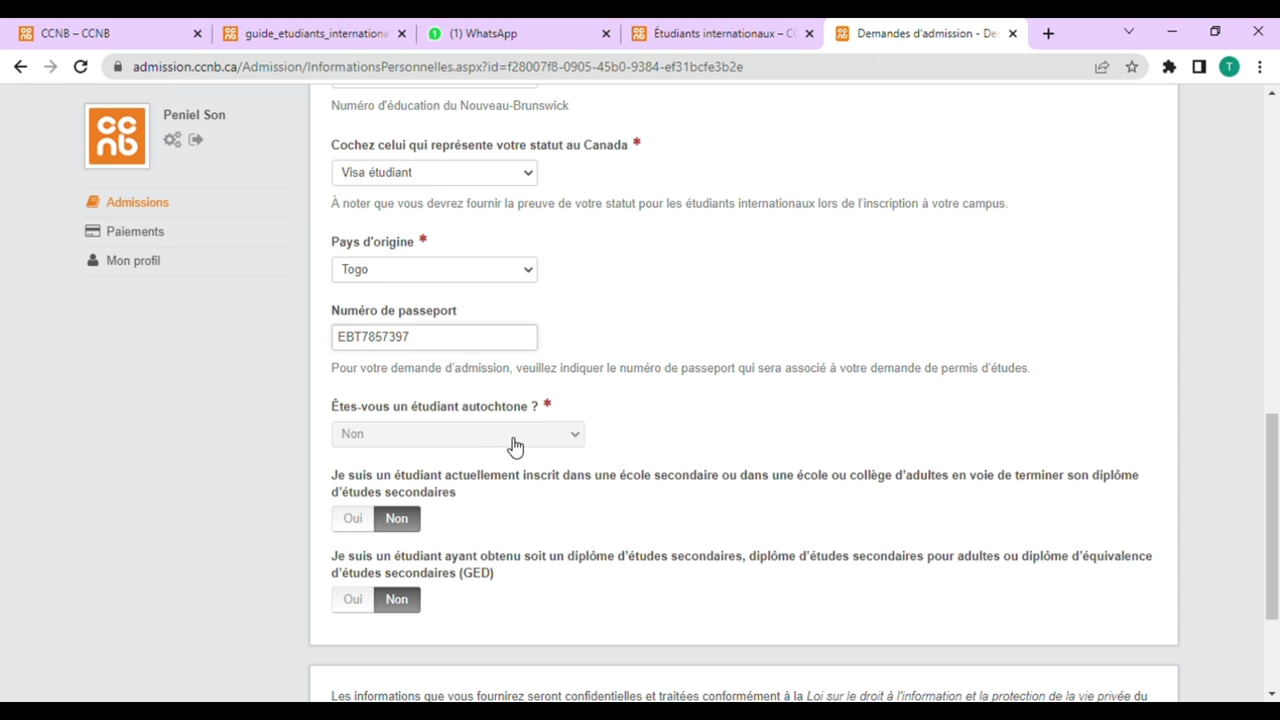 CCNB – CCNB
guide_etudiants_internationa
(1) WhatsApp
Étudiants internationaux – C
Demandes d'admission - De
admission.ccnb.ca/Admission/InformationsPersonnelles.aspx?id=f28007f8-0905-45b0-9384-ef31bcfe3b2e
T
cc
nb
Peniel Son
Admissions
Paiements
Mon profil
Numéro d'éducation du Nouveau-Brunswick
Cochez celui qui représente votre statut au Canada *
Visa étudiant
À noter que vous devrez fournir la preuve de votre statut pour les étudiants internationaux lors de l'inscription à votre campus.
Pays d'origine *
Togo
Numéro de passeport
EBT7857397
Pour votre demande d'admission, veuillez indiquer le numéro de passeport qui sera associé à votre demande de permis d'études.
Êtes-vous un étudiant autochtone ? *
Non
Je suis un étudiant actuellement inscrit dans une école secondaire ou dans une école ou collège d'adultes en voie de terminer son diplôme
d'études secondaires
Oui Non
Je suis un étudiant ayant obtenu soit un diplôme d'études secondaires, diplôme d'études secondaires pour adultes ou diplôme d'équivalence
d'études secondaires (GED)
Oui Non
Les informations que vous fournirez seront confidentielles et traitées conformément à la Loi sur le droit à l'information et la protection de la vie privée du